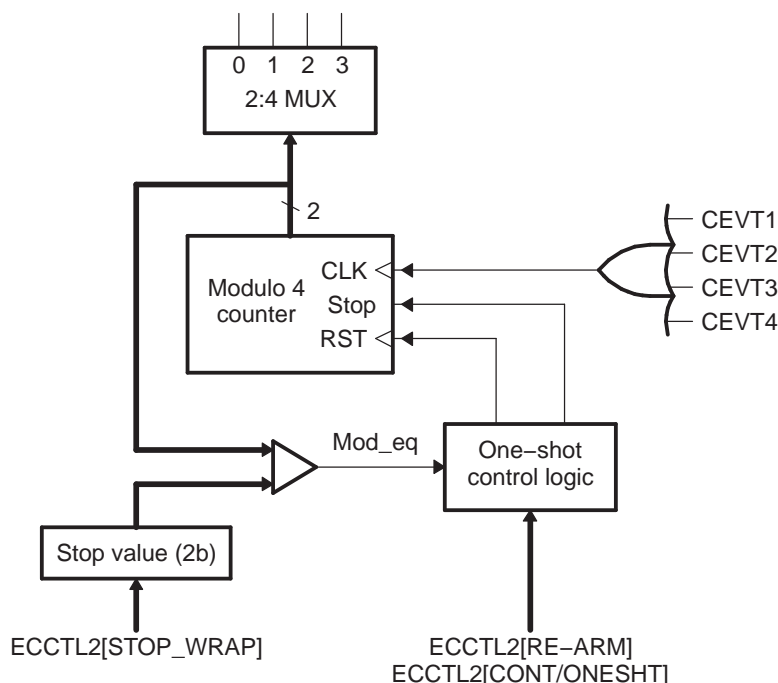 0 1 2 3
2:4 MUX
2
CEVT1
CEVT2
CEVT3
CEVT4
Modulo 4
counter
CLK
Stop
RST
Mod_eq
One−shot
control logic
Stop value (2b)
ECCTL2[STOP_WRAP]
ECCTL2[RE−ARM]
ECCTL2[CONT/ONESHT]